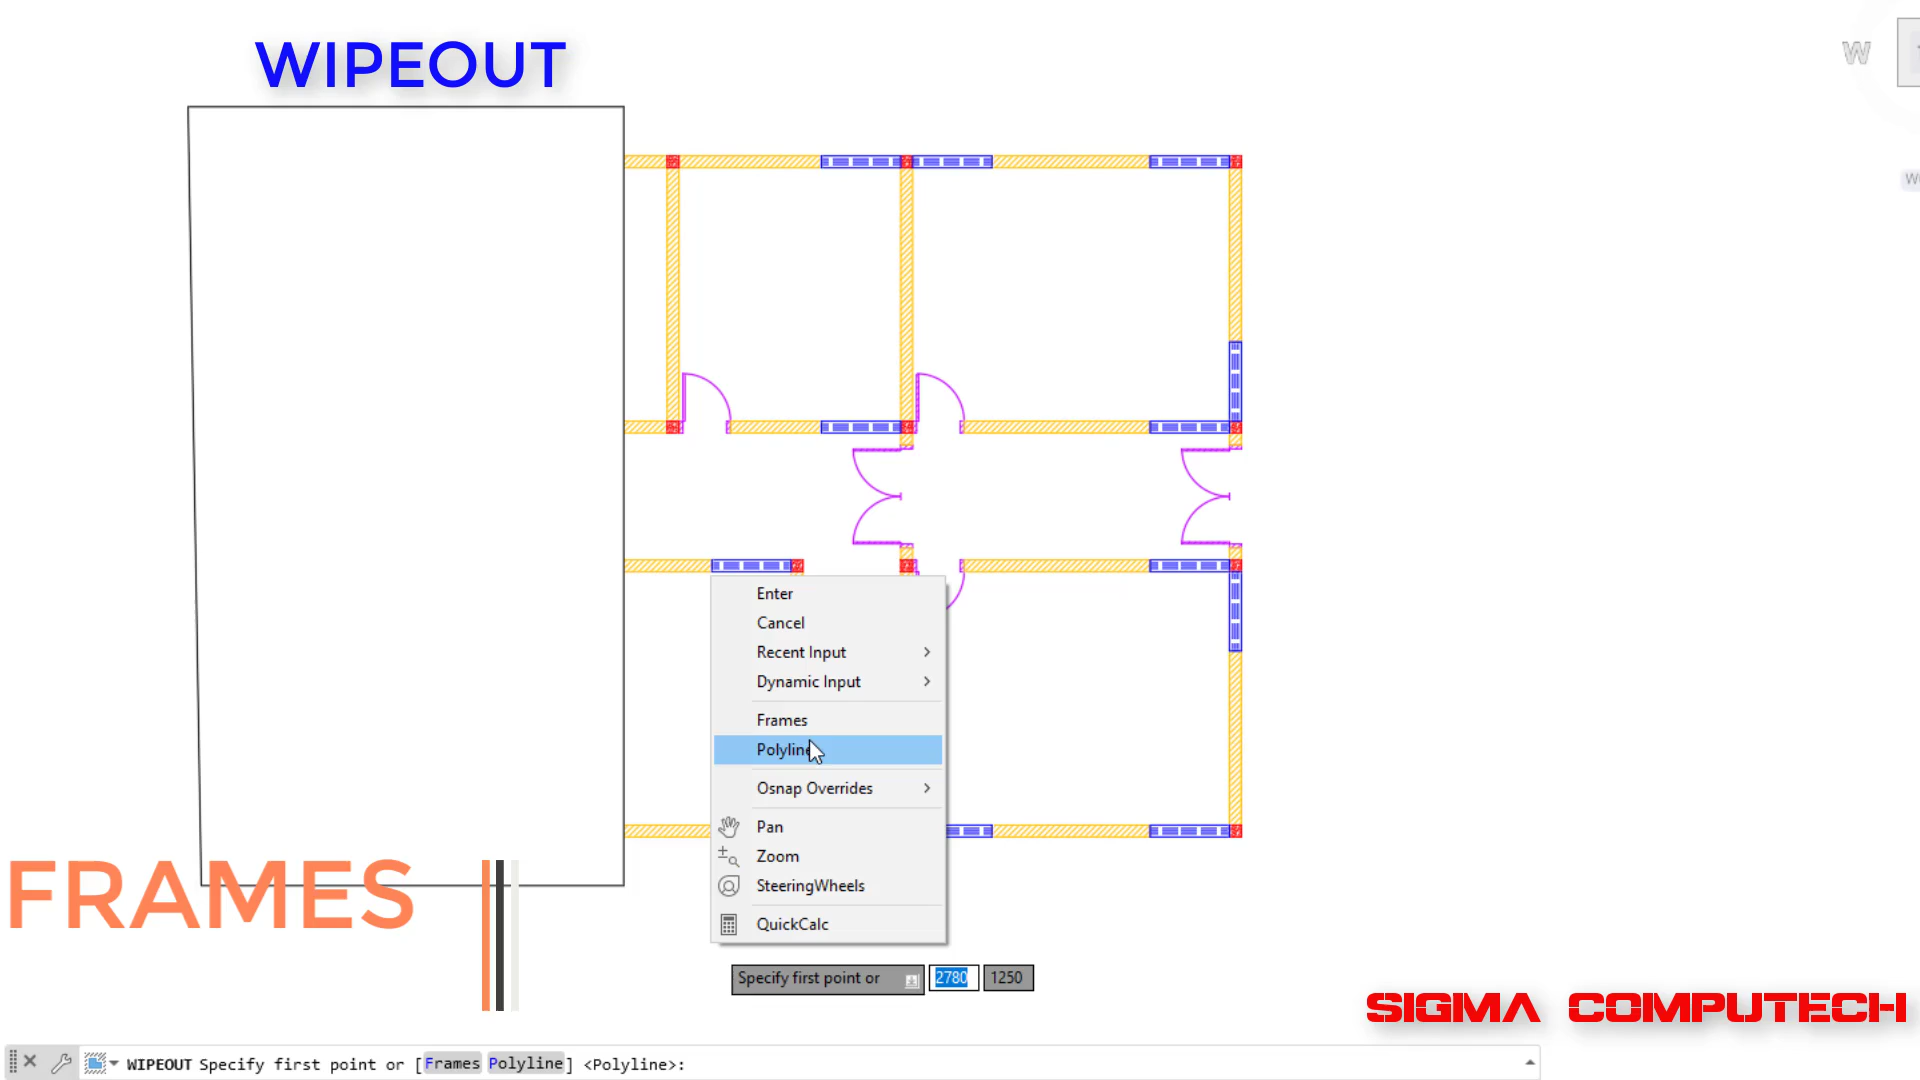 WIPEOUT
W
Enter
Cancel
Recent Input
Dynamic Input
Frames
Polyline
Osnap Overrides
Pan
Zoom
SteeringWheels
QuickCalc
FRAMES
Specify first point or 2780 1250
SIGMA COMPUTECH
WIPEOUT Specify first point or [Frames Polyline] <Polyline>: